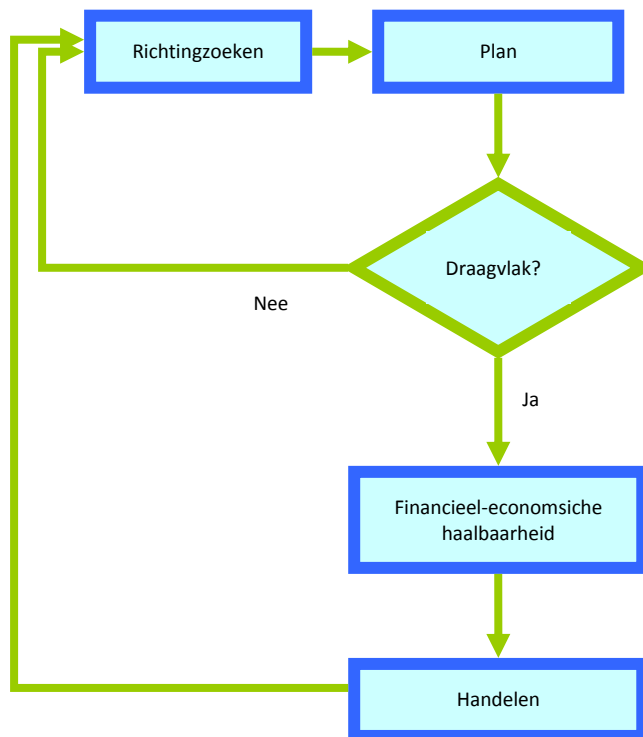 Richtingzoeken
Plan
Draagvlak?
Nee
Ja
Financieel-economsiche
haalbaarheid
Handelen